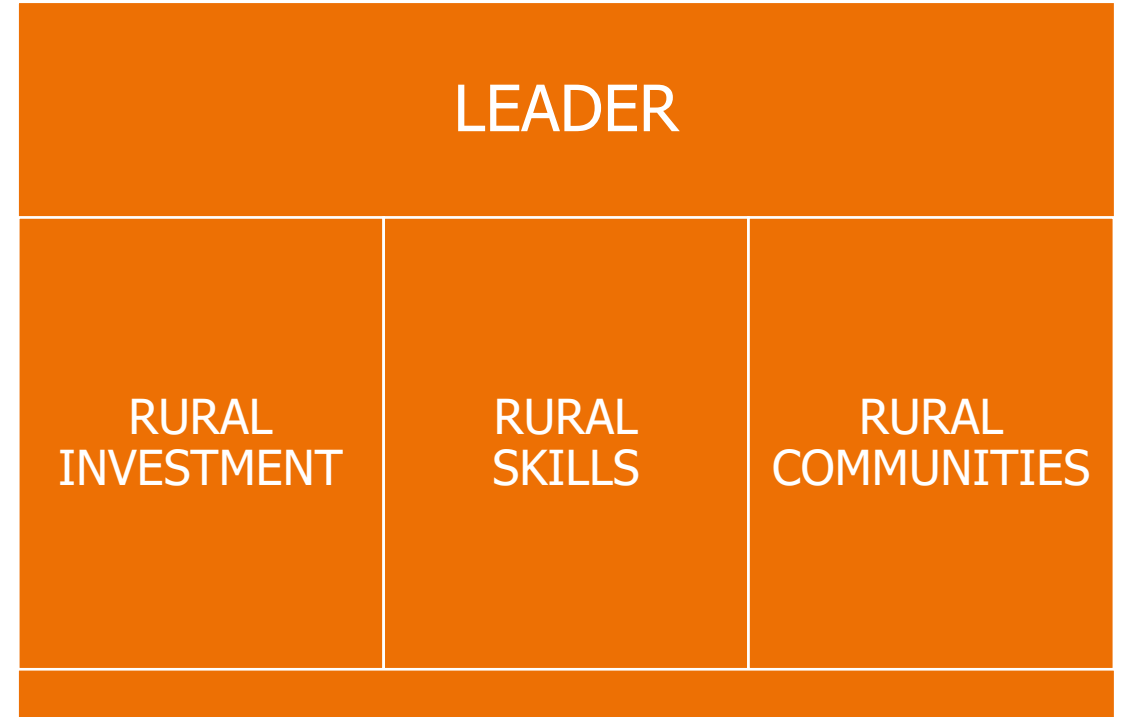 LEADER
RURAL
INVESTMENT
RURAL
SKILLS
RURAL
COMMUNITIES